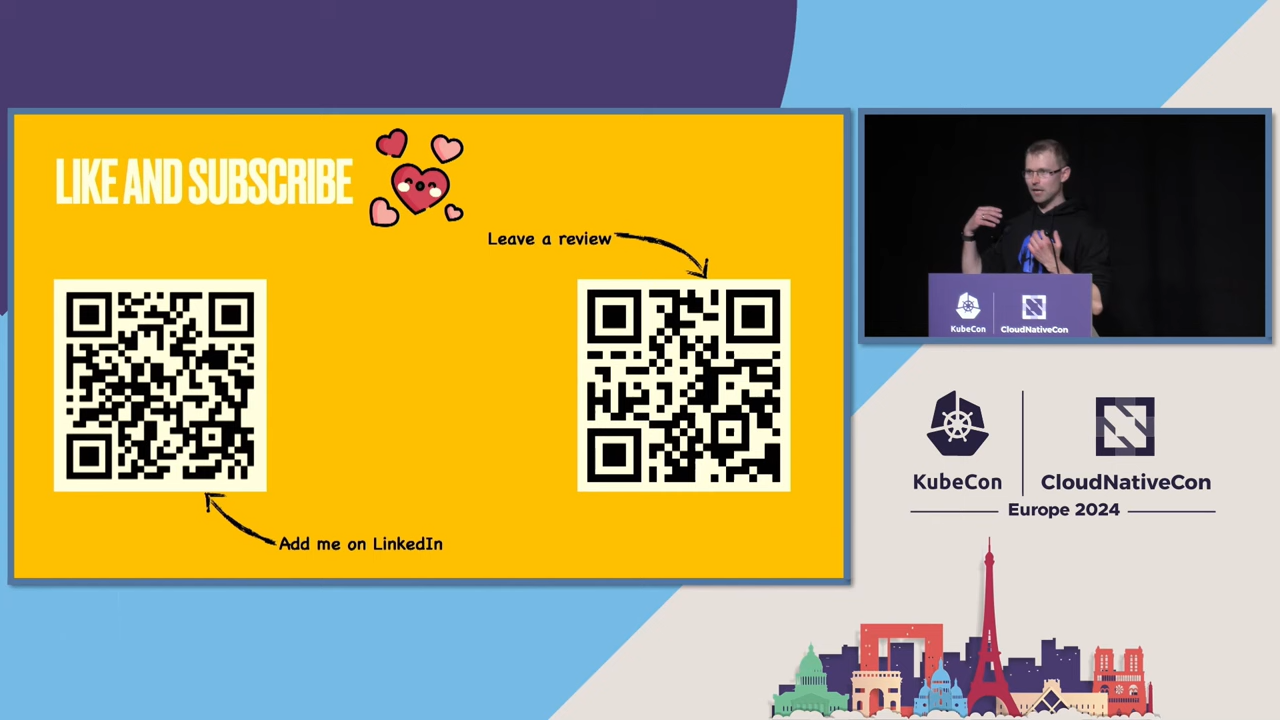 LIKE AND SUBSCRIBE
Leave a review
Add me on LinkedIn
KubeCon
CloudNativeCon
KubeCon
CloudNativeCon
Europe 2024